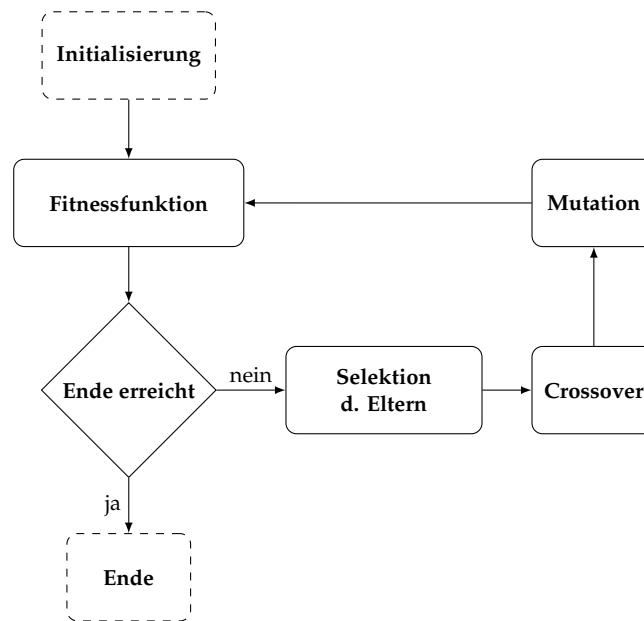 Initialisierung
Fitnessfunktion
Mutation
Ende erreicht
nein
Selektion
d. Eltern
Crossover
ja
Ende